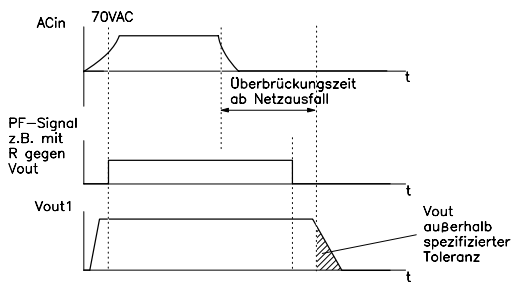 70VAC
ACin
t
Überbrückungszeit
ab Netzausfall
PF–Signal
z.B. mit
R gegen
Vout
t
Vout1
Vout
außerhalb
spezifizierter
Toleranz
t